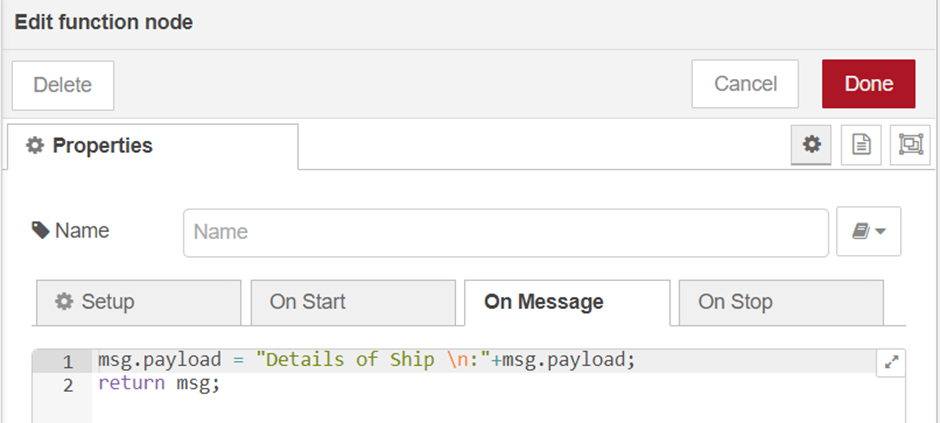 Edit function node
Delete Cancel Done
Properties
Name Name
Setup On Start On Message On Stop
1 msg.payload = "Details of Ship \n:"+msg.payload;
2 return msg;